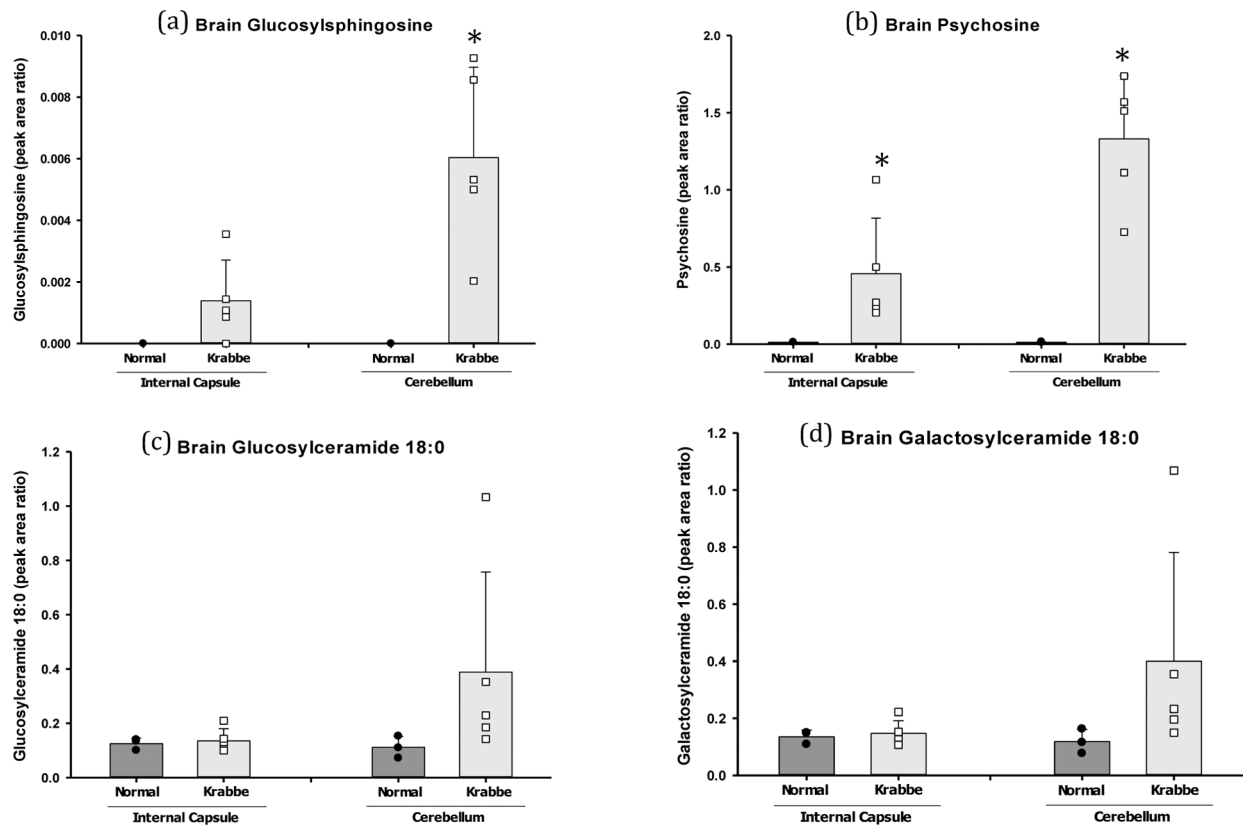 (a) Brain Glucosylsphingosine
Glucosylsphingosine (peak area ratio)
0.010
0.008
0.006
0.004
0.002
0.000
*
Normal Krabbe Normal Krabbe
Internal Capsule Cerebellum
(b) Brain Psychosine
Psychosine (peak area ratio)
2.0
1.5
1.0
0.5
0.0
*
*
Normal Krabbe Normal Krabbe
Internal Capsule Cerebellum
(c) Brain Glucosylceramide 18:0
Glucosylceramide 18:0 (peak area ratio)
1.2
1.0
0.8
0.6
0.4
0.2
0.0
Normal Krabbe Normal Krabbe
Internal Capsule Cerebellum
(d) Brain Galactosylceramide 18:0
Galactosylceramide 18:0 (peak area ratio)
1.2
1.0
0.8
0.6
0.4
0.2
0.0
Normal Krabbe Normal Krabbe
Internal Capsule Cerebellum